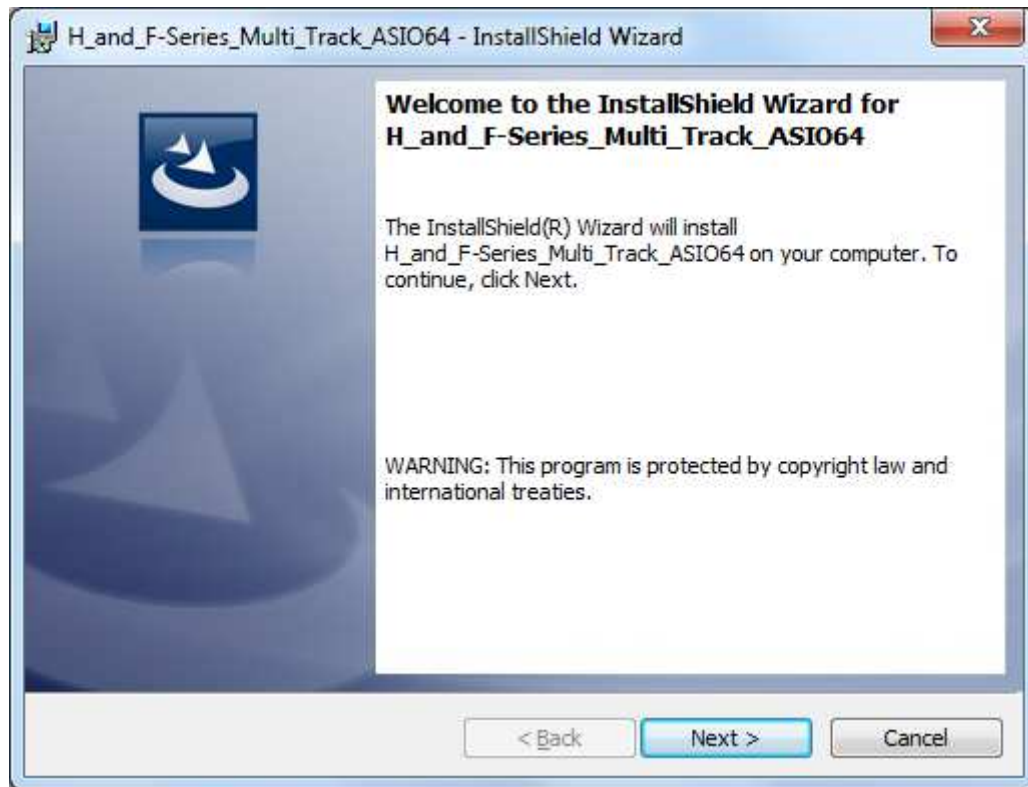 H_and_F-Series_Multi_Track_ASIO64 - InstallShield Wizard
Welcome to the InstallShield Wizard for
H_and_F-Series_Multi_Track_ASIO64
The InstallShield(R) Wizard will install
H_and_F-Series_Multi_Track_ASIO64 on your computer. To
continue, click Next.
WARNING: This program is protected by copyright law and
international treaties.
< Back
Next >
Cancel